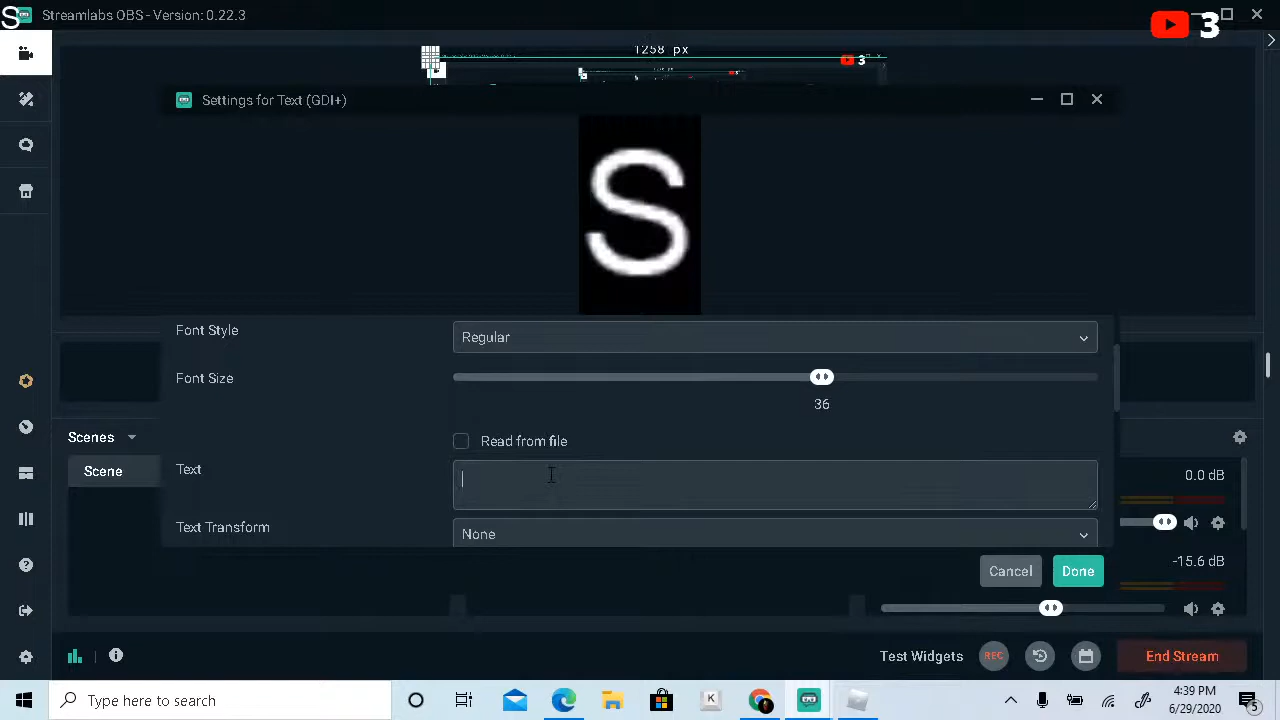 S
Streamlabs OBS - Version: 0.22.3
3
1258 px
3
Settings for Text (GDI+)
S
Font Style
Regular
Font Size
36
Read from file
Text
Text Transform
None
Cancel
Done
Scenes
Scene
0.0 dB
-15.6 dB
Test Widgets
REC
End Stream
Type here to search
K
4:39 PM
6/29/2020
5